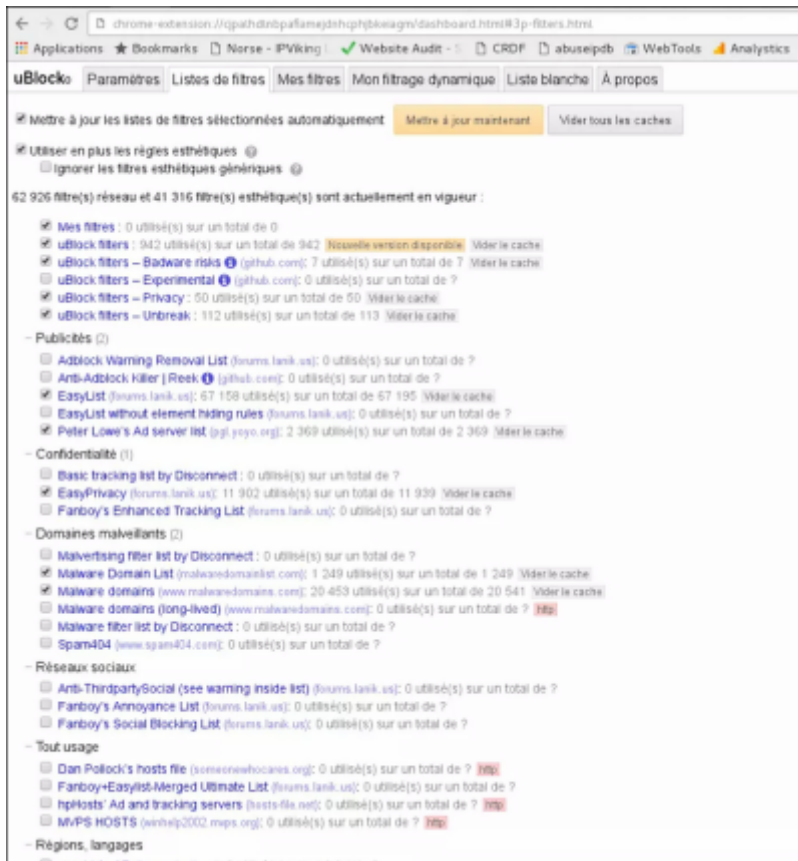 chrome-extension://cjpalhdlnbpafiamejdnhcphjbkeiagm/dashboard.html#3p-filters.html
Applications Bookmarks Norse - IPViking Website Audit - CRDF abuseipdb WebTools Analystics
uBlock₀ Paramètres Listes de filtres Mes filtres Mon filtrage dynamique Liste blanche À propos
Mettre à jour les listes de filtres sélectionnées automatiquement Mettre à jour maintenant Vider tous les caches
Utiliser en plus les règles esthétiques
Ignorer les filtres esthétiques génériques
62 926 filtre(s) réseau et 41 316 filtre(s) esthétique(s) sont actuellement en vigueur :
Mes filtres : 0 utilisé(s) sur un total de 0
uBlock filters : 942 utilisé(s) sur un total de 942 Nouvelle version disponible Vider le cache
uBlock filters – Badware risks (github.com): 7 utilisé(s) sur un total de 7 Vider le cache
uBlock filters – Experimental (github.com): 0 utilisé(s) sur un total de ?
uBlock filters – Privacy : 50 utilisé(s) sur un total de 50 Vider le cache
uBlock filters – Unbreak : 112 utilisé(s) sur un total de 113 Vider le cache
– Publicités (2)
Adblock Warning Removal List (forums.lanik.us): 0 utilisé(s) sur un total de ?
Anti-Adblock Killer | Reek (github.com): 0 utilisé(s) sur un total de ?
EasyList (forums.lanik.us): 67 158 utilisé(s) sur un total de 67 195 Vider le cache
EasyList without element hiding rules (forums.lanik.us): 0 utilisé(s) sur un total de ?
Peter Lowe's Ad server list (pgl.yoyo.org): 2 369 utilisé(s) sur un total de 2 369 Vider le cache
– Confidentialité (1)
Basic tracking list by Disconnect : 0 utilisé(s) sur un total de ?
EasyPrivacy (forums.lanik.us): 11 902 utilisé(s) sur un total de 11 939 Vider le cache
Fanboy's Enhanced Tracking List (forums.lanik.us): 0 utilisé(s) sur un total de ?
– Domaines malveillants (2)
Malvertising filter list by Disconnect : 0 utilisé(s) sur un total de ?
Malware Domain List (malwaredomainlist.com): 1 249 utilisé(s) sur un total de 1 249 Vider le cache
Malware domains (www.malwaredomains.com): 20 453 utilisé(s) sur un total de 20 541 Vider le cache
Malware domains (long-lived) (www.malwaredomains.com): 0 utilisé(s) sur un total de ? http
Malware filter list by Disconnect : 0 utilisé(s) sur un total de ?
Spam404 (www.spam404.com): 0 utilisé(s) sur un total de ?
– Réseaux sociaux
Anti-ThirdpartySocial (see warning inside list) (forums.lanik.us): 0 utilisé(s) sur un total de ?
Fanboy's Annoyance List (forums.lanik.us): 0 utilisé(s) sur un total de ?
Fanboy's Social Blocking List (forums.lanik.us): 0 utilisé(s) sur un total de ?
– Tout usage
Dan Pollock's hosts file (someonewhocares.org): 0 utilisé(s) sur un total de ? http
Fanboy+Easylist-Merged Ultimate List (forums.lanik.us): 0 utilisé(s) sur un total de ?
hpHosts' Ad and tracking servers (hosts-file.net): 0 utilisé(s) sur un total de ? http
MVPS HOSTS (winhelp2002.mvps.org): 0 utilisé(s) sur un total de ? http
– Régions, langages